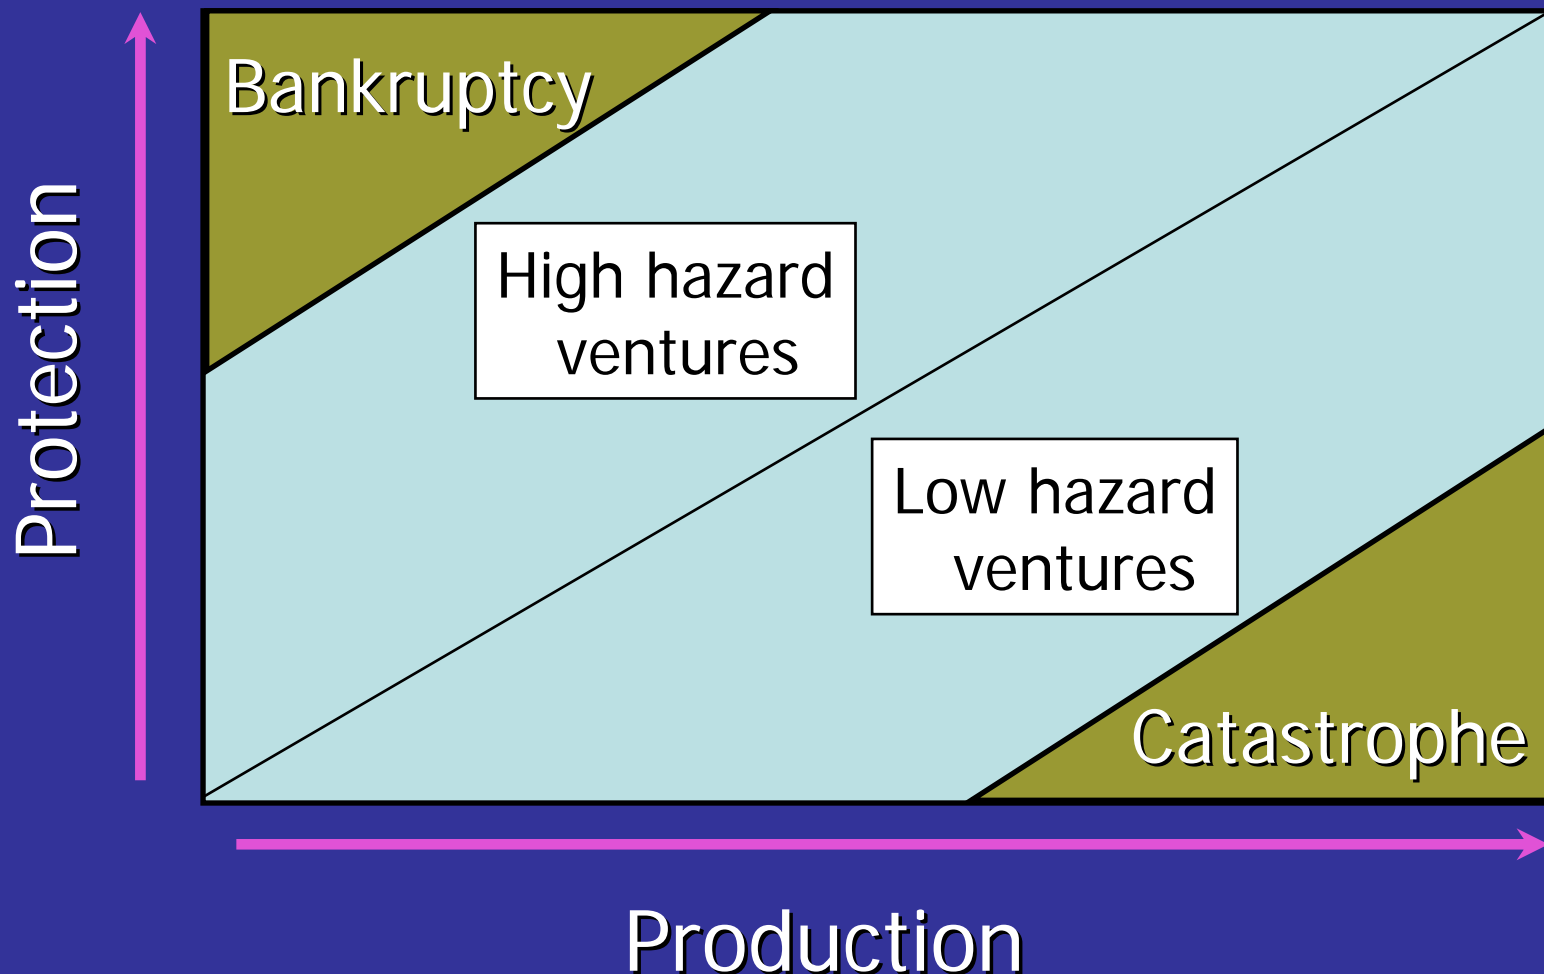 Bankruptcy
High hazard
ventures
Protection
Low hazard
ventures
Catastrophe
Production